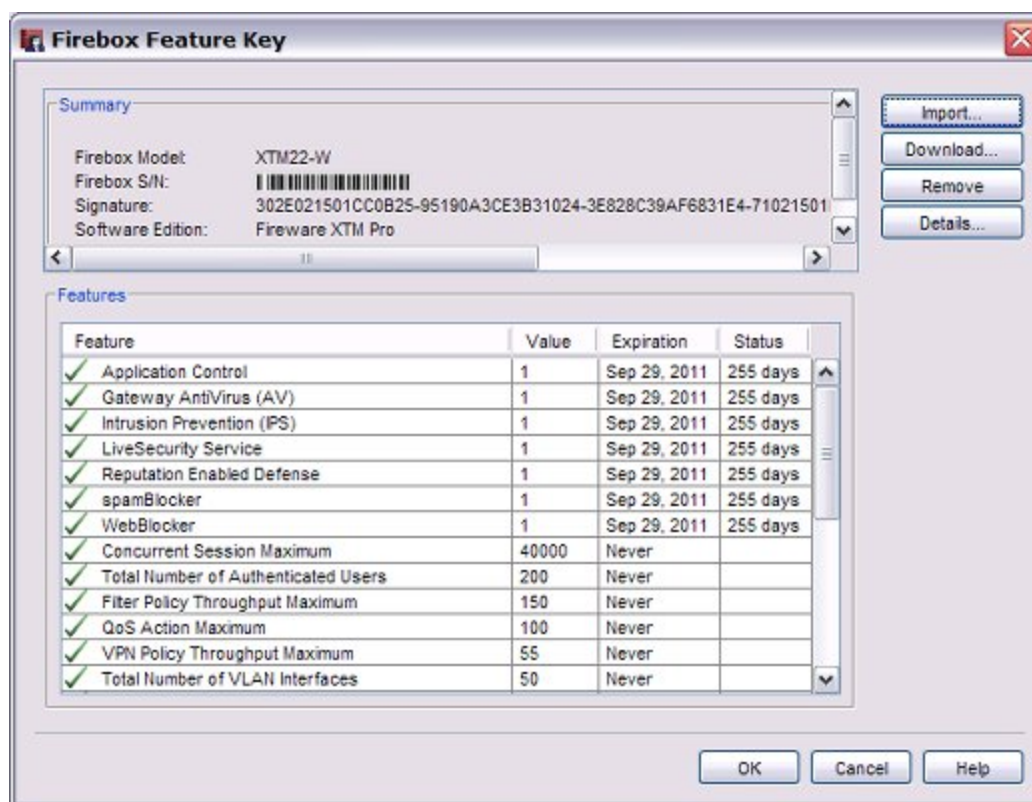 Firebox Feature Key
Summary
Firebox Model: XTM22-W
Firebox S/N:
Signature: 302E021501CC0B25-95190A3CE3B31024-3E828C39AF6831E4-71021501
Software Edition: Fireware XTM Pro
Import...
Download...
Remove
Details...
Features
Feature Value Expiration Status
Application Control 1 Sep 29, 2011 255 days
Gateway AntiVirus (AV) 1 Sep 29, 2011 255 days
Intrusion Prevention (IPS) 1 Sep 29, 2011 255 days
LiveSecurity Service 1 Sep 29, 2011 255 days
Reputation Enabled Defense 1 Sep 29, 2011 255 days
spamBlocker 1 Sep 29, 2011 255 days
WebBlocker 1 Sep 29, 2011 255 days
Concurrent Session Maximum 40000 Never
Total Number of Authenticated Users 200 Never
Filter Policy Throughput Maximum 150 Never
QoS Action Maximum 100 Never
VPN Policy Throughput Maximum 55 Never
Total Number of VLAN Interfaces 50 Never
OK Cancel Help